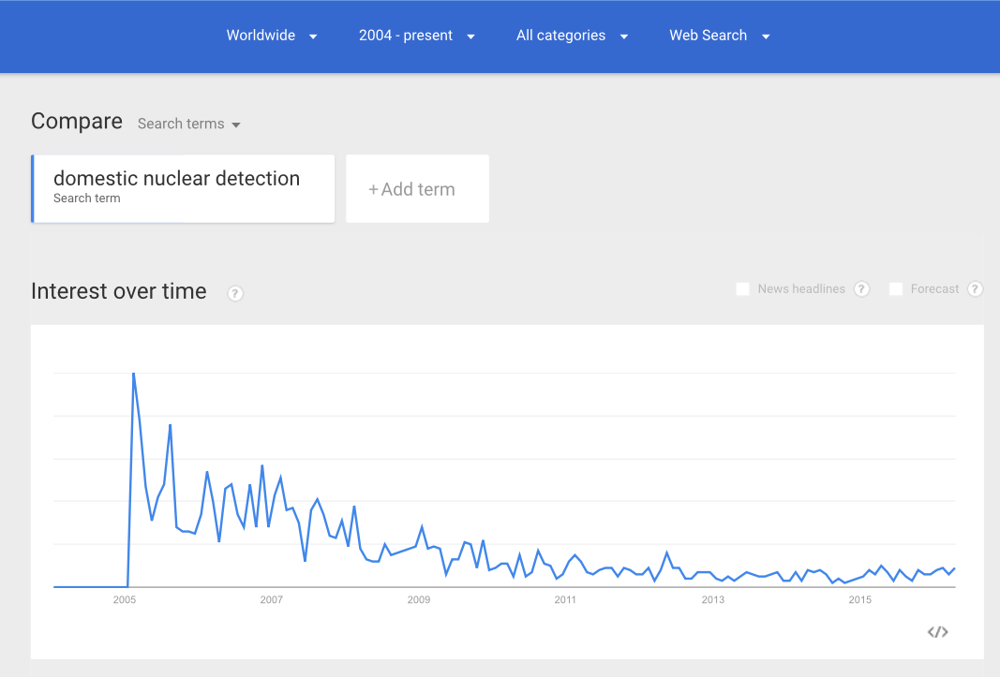 Worldwide 2004 - present All categories Web Search
Compare Search terms
domestic nuclear detection
Search term
+Add term
Interest over time ?
News headlines ? Forecast ?
2005 2007 2009 2011 2013 2015
</>